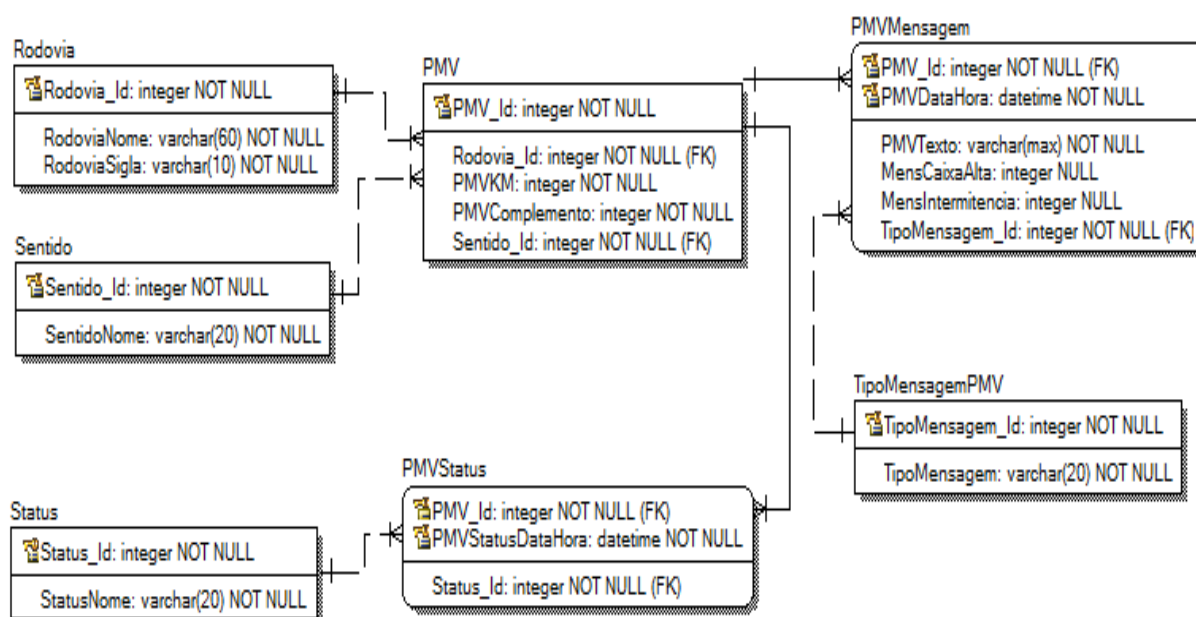 Rodovia
Rodovia_Id: integer NOT NULL
RodoviaNome: varchar(60) NOT NULL
RodoviaSigla: varchar(10) NOT NULL
Sentido
Sentido_Id: integer NOT NULL
SentidoNome: varchar(20) NOT NULL
Status
Status_Id: integer NOT NULL
StatusNome: varchar(20) NOT NULL
PMV
PMV_Id: integer NOT NULL
Rodovia_Id: integer NOT NULL (FK)
PMVKM: integer NOT NULL
PMVComplemento: integer NOT NULL
Sentido_Id: integer NOT NULL (FK)
PMVStatus
PMV_Id: integer NOT NULL (FK)
PMVStatusDataHora: datetime NOT NULL
Status_Id: integer NOT NULL (FK)
PMVMensagem
PMV_Id: integer NOT NULL (FK)
PMVDataHora: datetime NOT NULL
PMVTexto: varchar(max) NOT NULL
MensCaixaAlta: integer NULL
MensIntermitencia: integer NULL
TipoMensagem_Id: integer NOT NULL (FK)
TipoMensagemPMV
TipoMensagem_Id: integer NOT NULL
TipoMensagem: varchar(20) NOT NULL